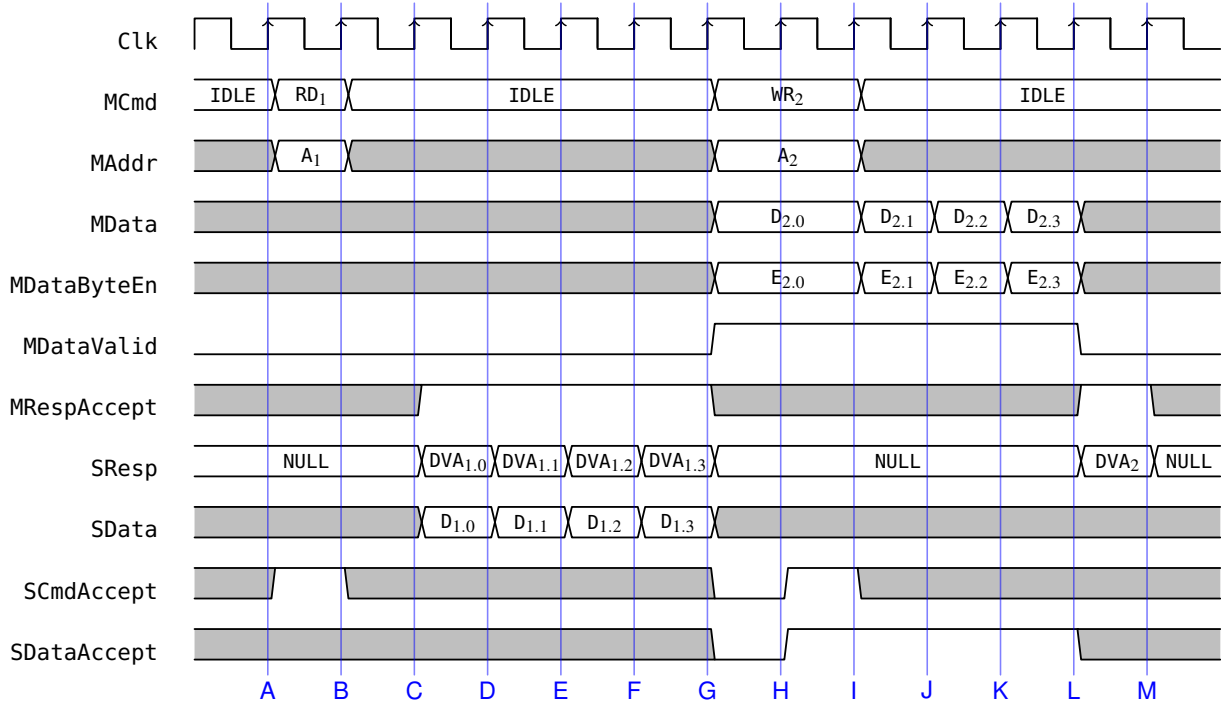 Clk
MCmd IDLE RD₁ IDLE WR₂ IDLE
MAddr A₁ A₂
MData D₂.₀ D₂.₁ D₂.₂ D₂.₃
MDataByteEn E₂.₀ E₂.₁ E₂.₂ E₂.₃
MDataValid
MRespAccept
SResp NULL DVA₁.₀ DVA₁.₁ DVA₁.₂ DVA₁.₃ NULL DVA₂ NULL
SData D₁.₀ D₁.₁ D₁.₂ D₁.₃
SCmdAccept
SDataAccept
A B C D E F G H I J K L M